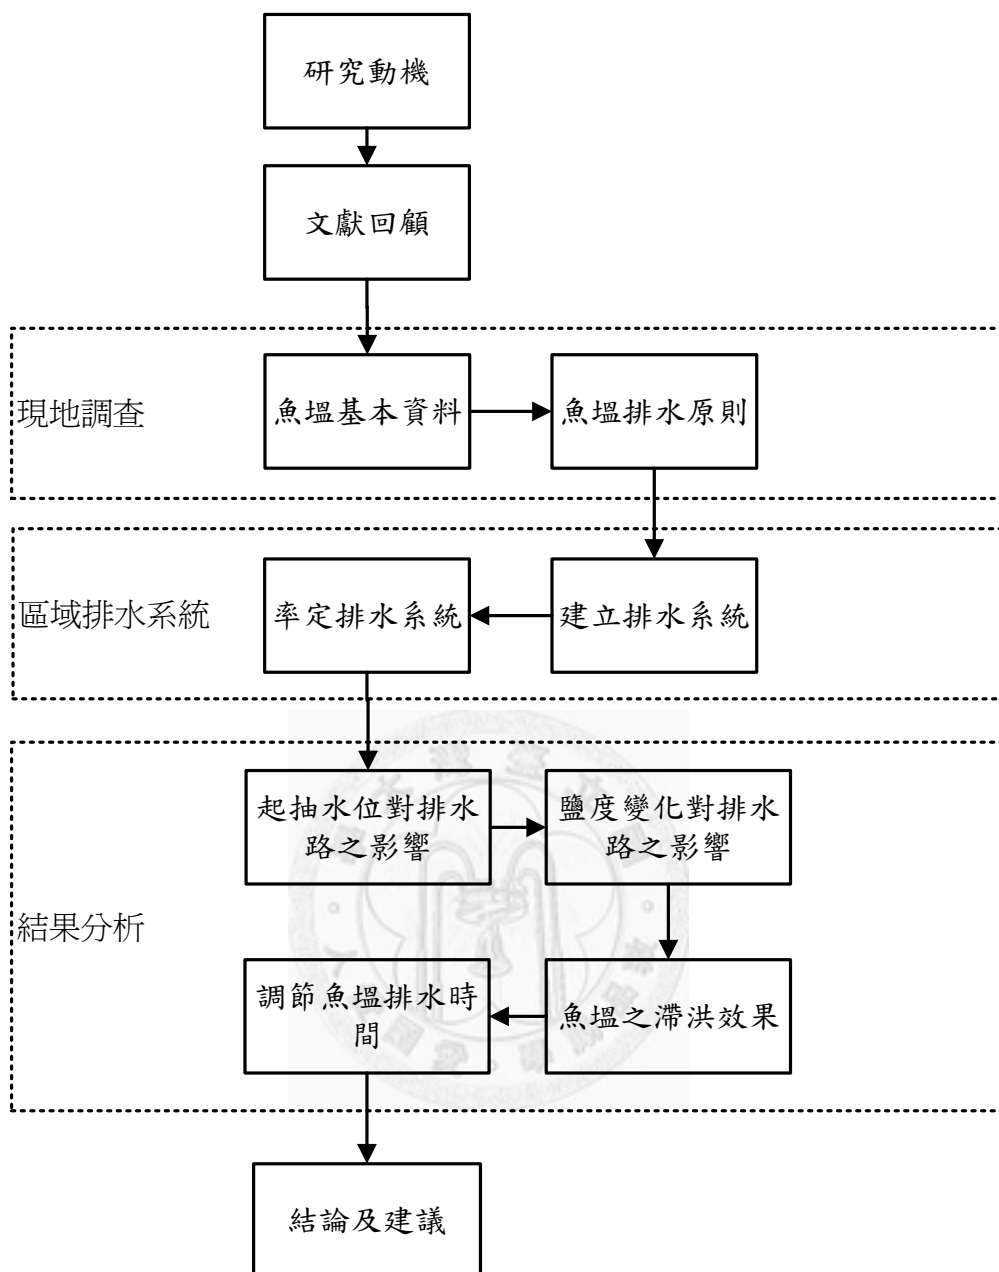 研究動機
文獻回顧
現地調查
魚塭基本資料
魚塭排水原則
區域排水系統
率定排水系統
建立排水系統
結果分析
起抽水位對排水
路之影響
鹽度變化對排水
路之影響
調節魚塭排水時
間
魚塭之滯洪效果
結論及建議